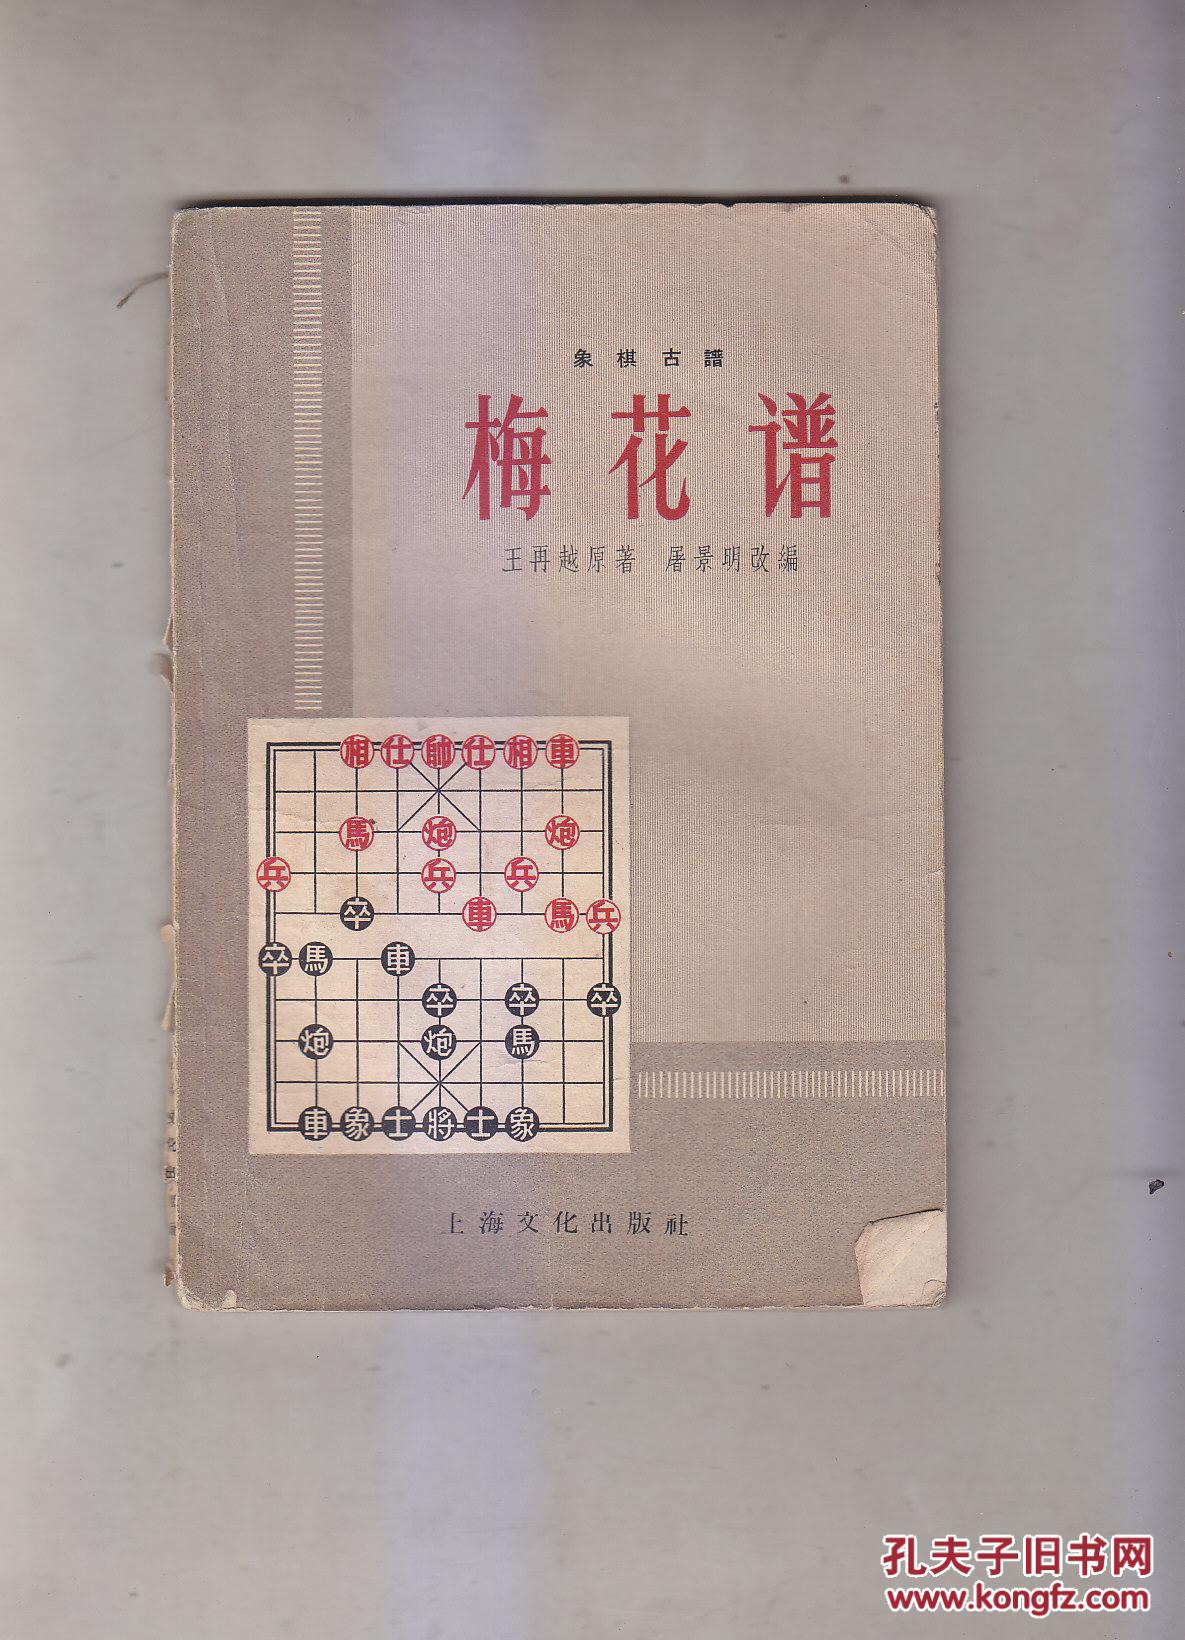 象棋古譜
梅花谱
王再越原著 屠景明改編
相仕帥仕相車
馬炮炮
兵兵兵
卒車馬兵
卒馬車
卒卒卒
炮炮馬
車象士將士象
上海文化出版社
孔夫子旧书网
www.kongfz.com